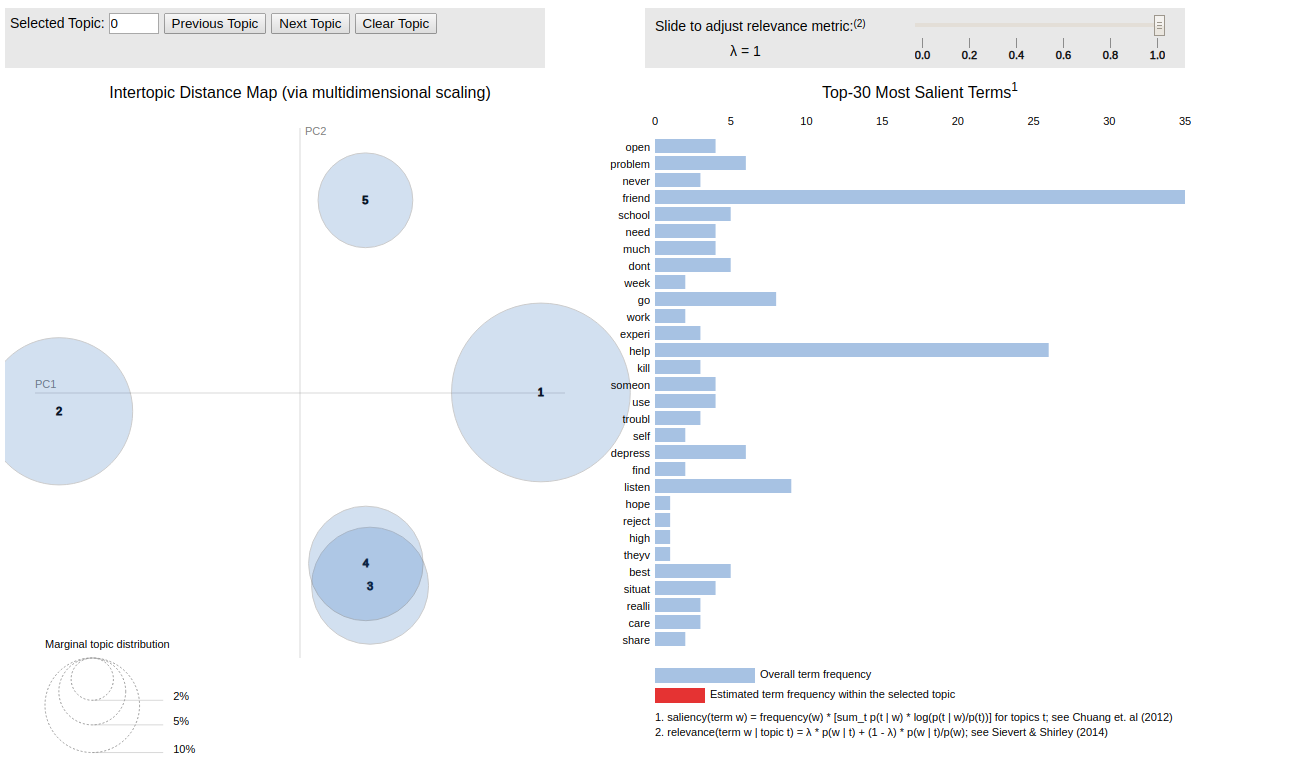 Selected Topic: 0 Previous Topic Next Topic Clear Topic
Slide to adjust relevance metric:(2)
λ = 1
0.0 0.2 0.4 0.6 0.8 1.0
Intertopic Distance Map (via multidimensional scaling)
PC2
5
PC1
2
1
4
3
Marginal topic distribution
2%
5%
10%
Top-30 Most Salient Terms1
0 5 10 15 20 25 30 35
open
problem
never
friend
school
need
much
dont
week
go
work
experi
help
kill
someon
use
troubl
self
depress
find
listen
hope
reject
high
theyv
best
situat
realli
care
share
Overall term frequency
Estimated term frequency within the selected topic
1. saliency(term w) = frequency(w) * [sum_t p(t | w) * log(p(t | w)/p(t))] for topics t; see Chuang et. al (2012)
2. relevance(term w | topic t) = λ * p(w | t) + (1 - λ) * p(w | t)/p(w); see Sievert & Shirley (2014)